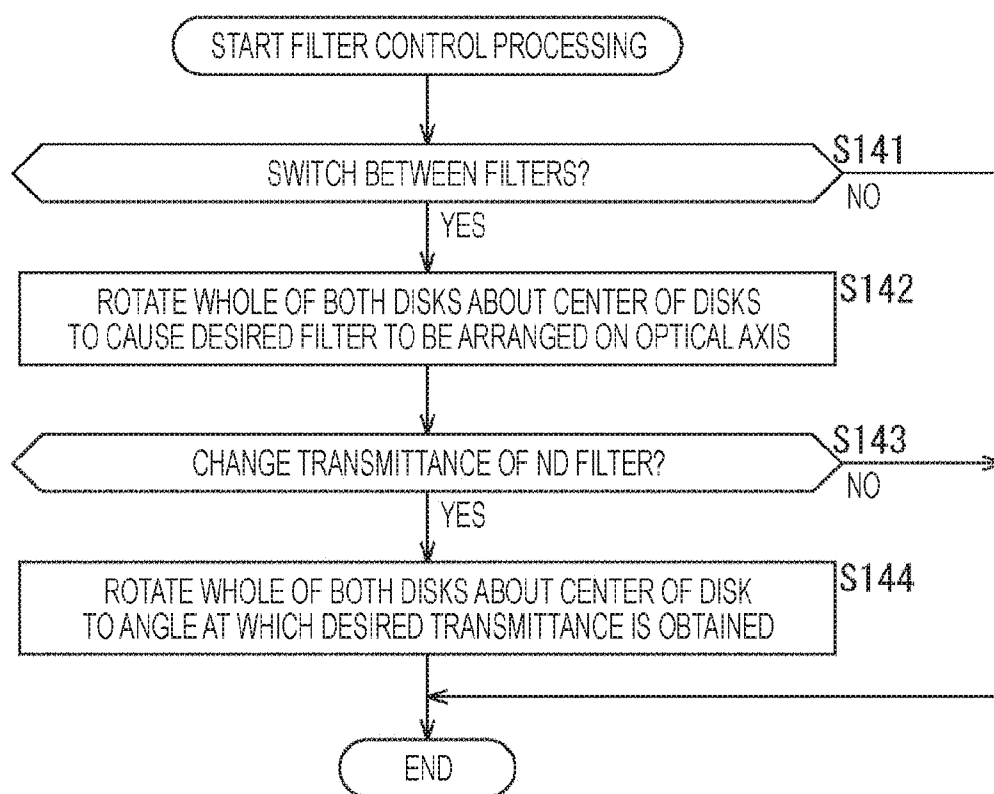 START FILTER CONTROL PROCESSING
S141
SWITCH BETWEEN FILTERS?
NO
YES
S142
ROTATE WHOLE OF BOTH DISKS ABOUT CENTER OF DISKS
TO CAUSE DESIRED FILTER TO BE ARRANGED ON OPTICAL AXIS
S143
CHANGE TRANSMITTANCE OF ND FILTER?
NO
YES
S144
ROTATE WHOLE OF BOTH DISKS ABOUT CENTER OF DISK
TO ANGLE AT WHICH DESIRED TRANSMITTANCE IS OBTAINED
END